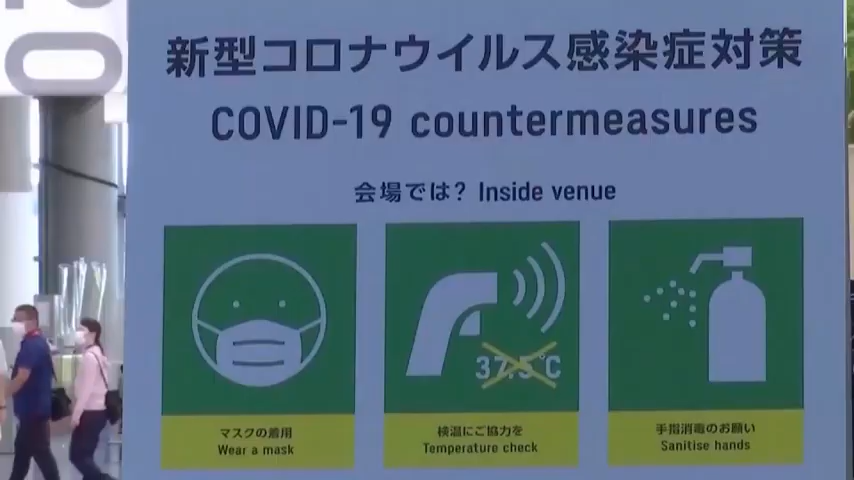 新型コロナウイルス感染症対策
COVID-19 countermeasures
会場では? Inside venue
37.5℃
マスクの着用
Wear a mask
検温にご協力を
Temperature check
手指消毒のお願い
Sanitise hands